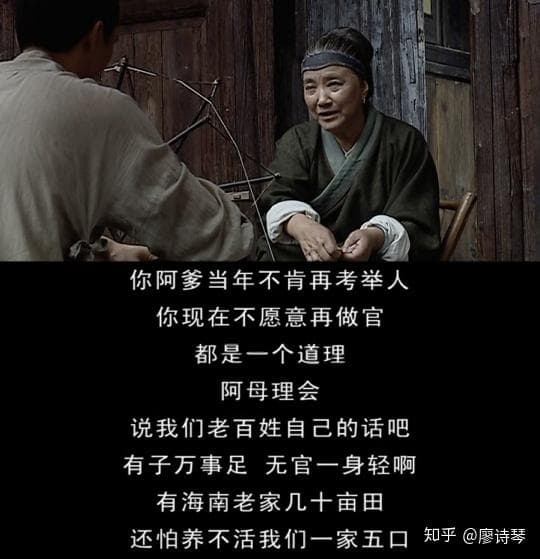 你阿爹当年不肯再考举人
你现在不愿意再做官
都是一个道理
阿母理会
说我们老百姓自己的话吧
有子万事足 无官一身轻啊
有海南老家几十亩田
还怕养不活我们一家五口
知乎 @廖诗琴